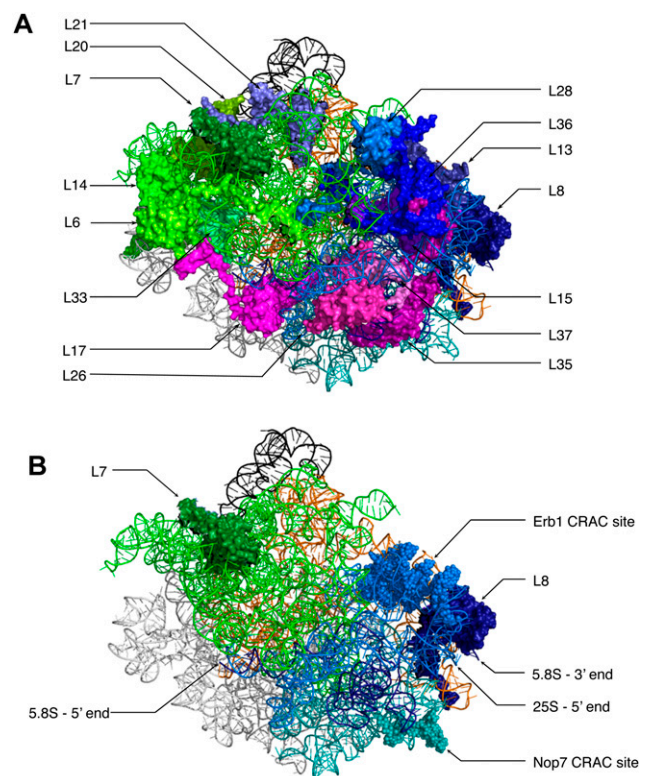 A
L21
L20
L7
L14
L6
L33
L17
L26
L28
L36
L13
L8
L15
L37
L35
B
L7
5.8S - 5' end
Erb1 CRAC site
L8
5.8S - 3' end
25S - 5' end
Nop7 CRAC site